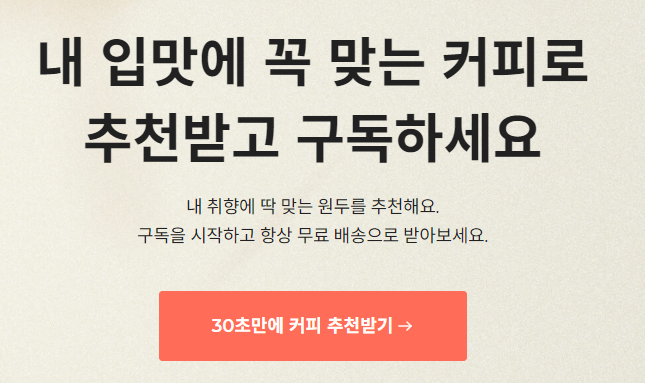 내 입맛에 꼭 맞는 커피로
추천받고 구독하세요
내 취향에 딱 맞는 원두를 추천해요.
구독을 시작하고 항상 무료 배송으로 받아보세요.
30초만에 커피 추천받기 →